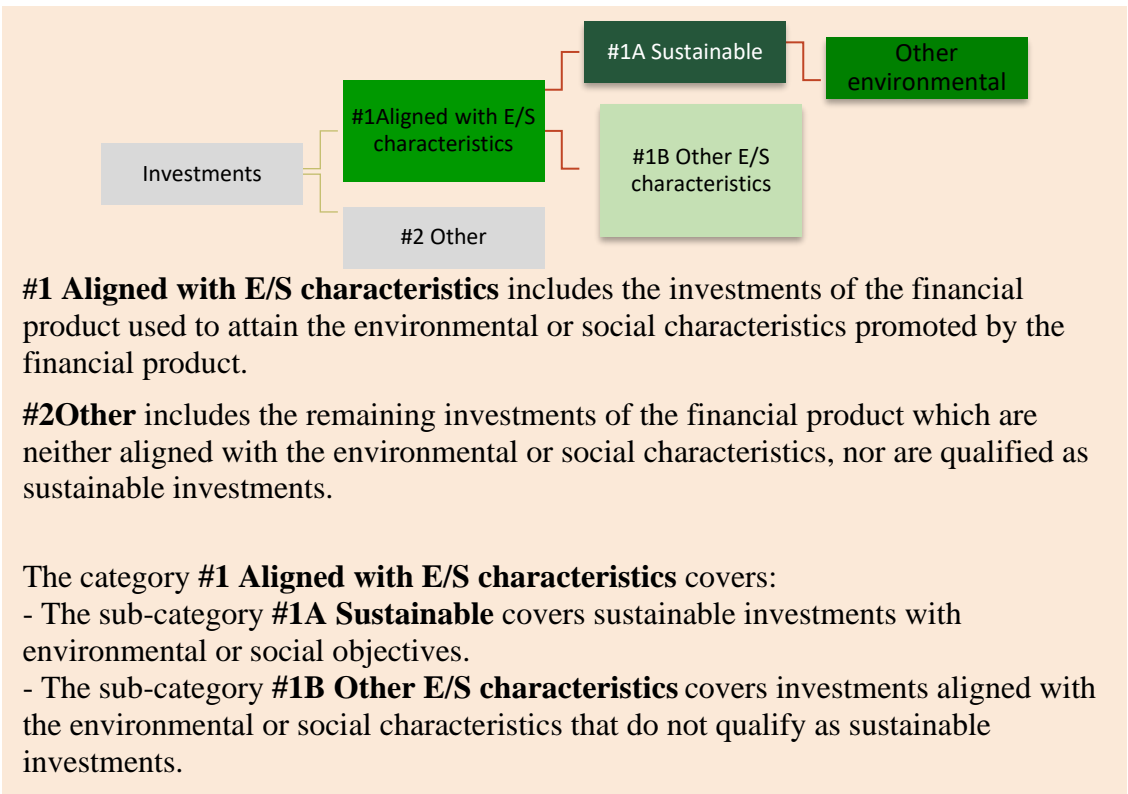 #1A Sustainable
Other
environmental
#1Aligned with E/S
characteristics
#1B Other E/S
characteristics
Investments
#2 Other
#1 Aligned with E/S characteristics includes the investments of the financial
product used to attain the environmental or social characteristics promoted by the
financial product.
#2Other includes the remaining investments of the financial product which are
neither aligned with the environmental or social characteristics, nor are qualified as
sustainable investments.
The category #1 Aligned with E/S characteristics covers:
- The sub-category #1A Sustainable covers sustainable investments with
environmental or social objectives.
- The sub-category #1B Other E/S characteristics covers investments aligned with
the environmental or social characteristics that do not qualify as sustainable
investments.